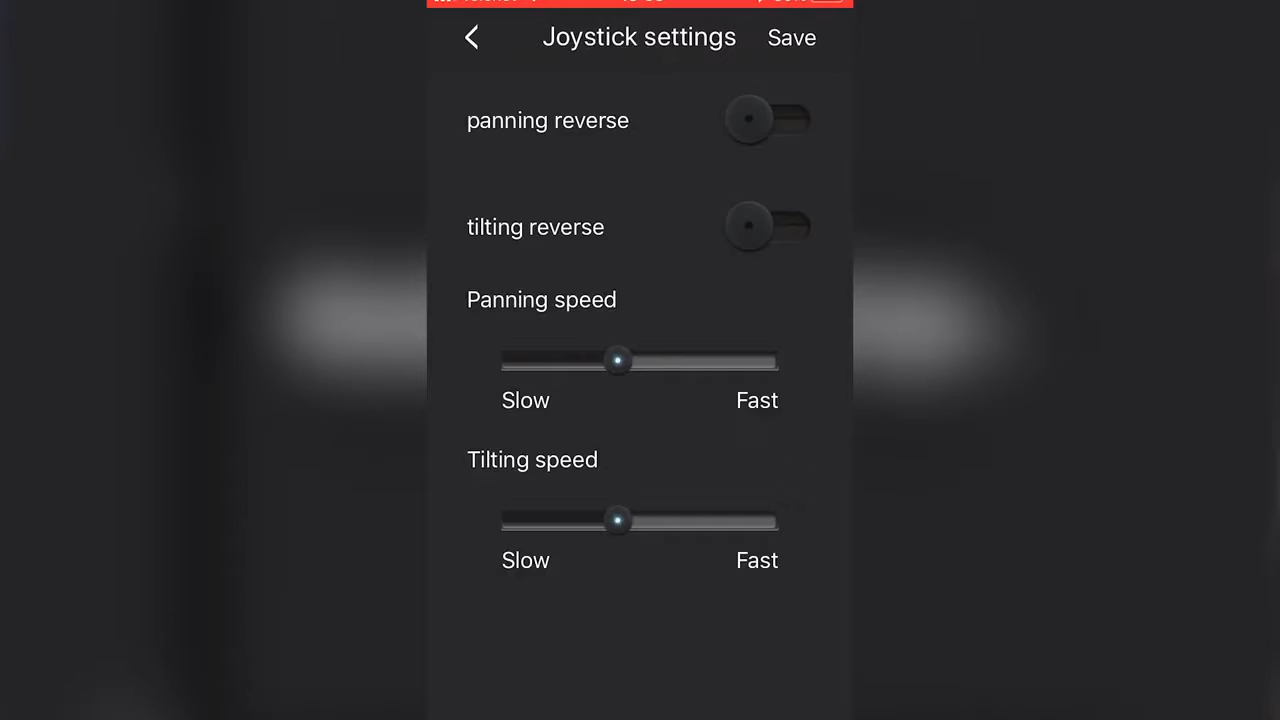 Joystick settings Save
panning reverse
tilting reverse
Panning speed
Slow Fast
Tilting speed
Slow Fast